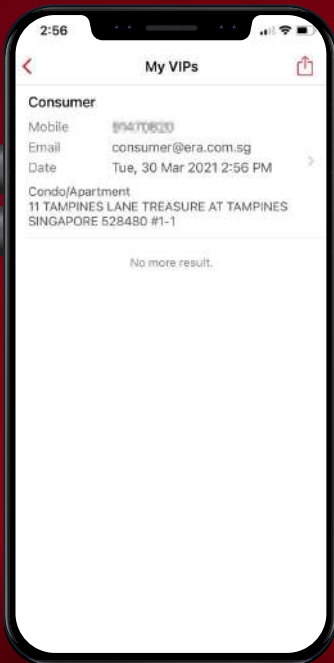 2:56
My VIPs
Consumer
Mobile
Email consumer@era.com.sg
Date Tue, 30 Mar 2021 2:56 PM
Condo/Apartment
11 TAMPINES LANE TREASURE AT TAMPINES
SINGAPORE 528480 #1-1
No more result.